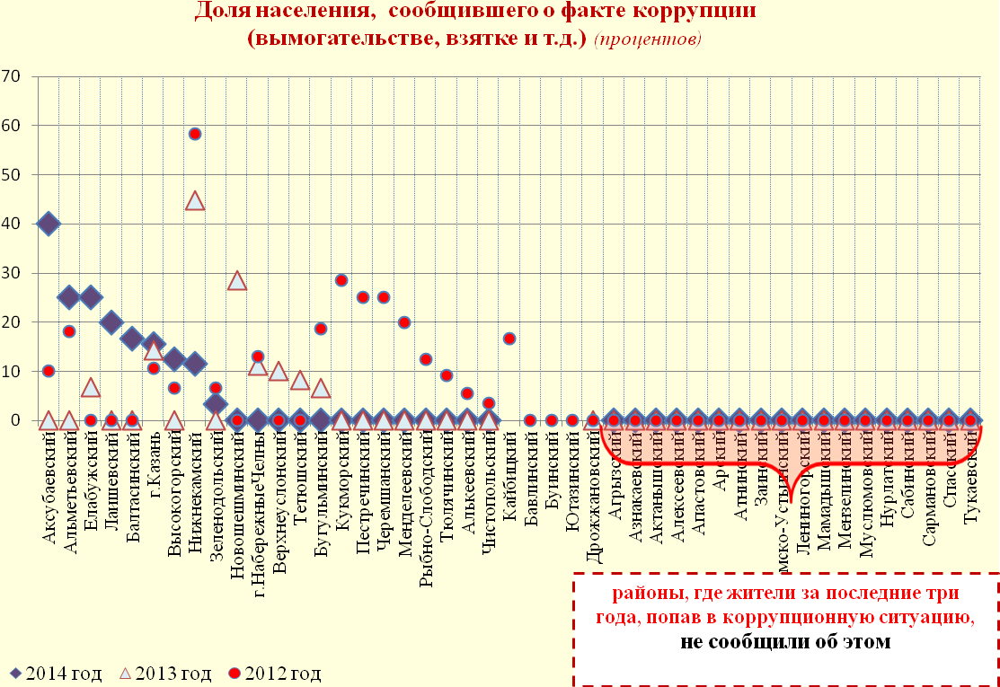 Доля населения, сообщившего о факте коррупции
(вымогательстве, взятке и т.д.) (процентов)
70
60
50
40
30
20
10
0
Аксубаевский
Альметьевский
Елабужский
Лаишевский
Балтасинский
г.Казань
Высокогорский
Нижнекамский
Зеленодольский
Новошешминский
г.НабережныеЧелны
Верхнеуслонский
Тетюшский
Бугульминский
Кукморский
Пестречинский
Черемшанский
Менделеевский
Рыбно-Слободский
Тюлячинский
Алькеевский
Чистопольский
Кайбицкий
Бавлинский
Буинский
Ютазинский
Дрожжановский
Агрызский
Азнакаевский
Актанышский
Алексеевский
Апастовский
Арский
Атнинский
Заинский
мско-Устьинский
Лениногорский
Мамадышский
Мензелинский
Муслюмовский
Нурлатский
Сабинский
Сармановский
Спасский
Тукаевский
районы, где жители за последние три
года, попав в коррупционную ситуацию,
не сообщили об этом
2014 год 2013 год 2012 год